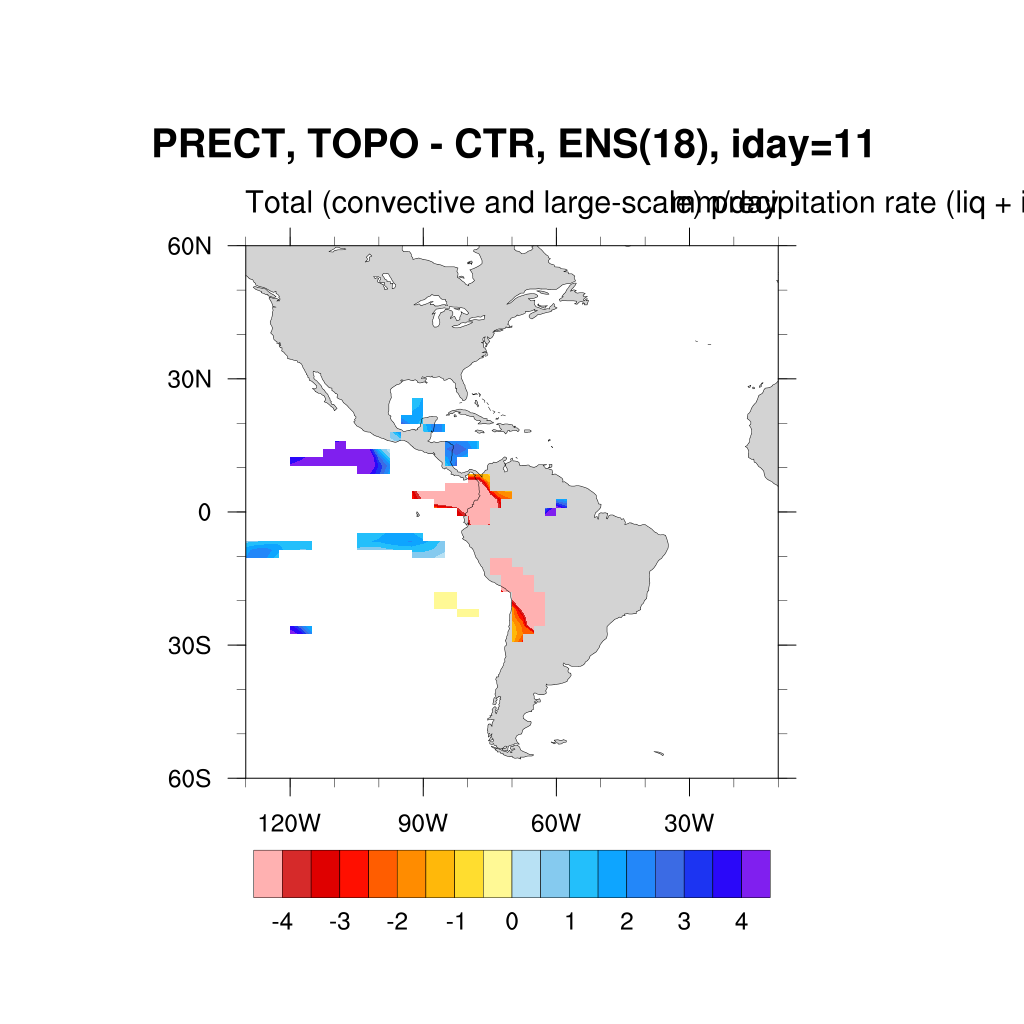 PRECT, TOPO - CTR, ENS(18), iday=11
Total (convective and large-scale) precipitation rate (liq + i
mm/day
60N
30N
0
30S
60S
120W 90W 60W 30W
-4 -3 -2 -1 0 1 2 3 4